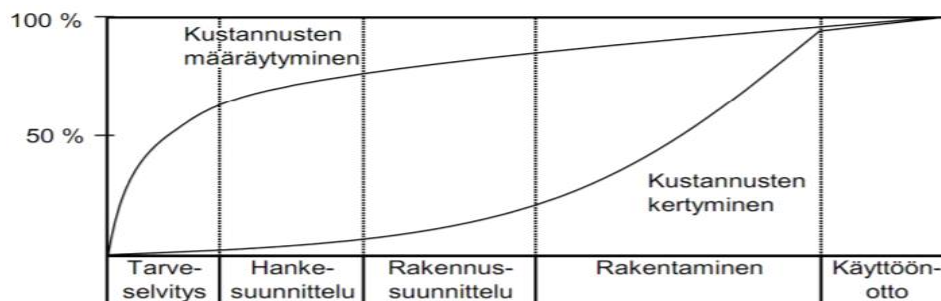 100 %
Kustannusten
määräytyminen
50 %
Kustannusten
kertyminen
Tarve-
selvitys
Hanke-
suunnittelu
Rakennus-
suunnittelu
Rakentaminen
Käyttöön-
otto